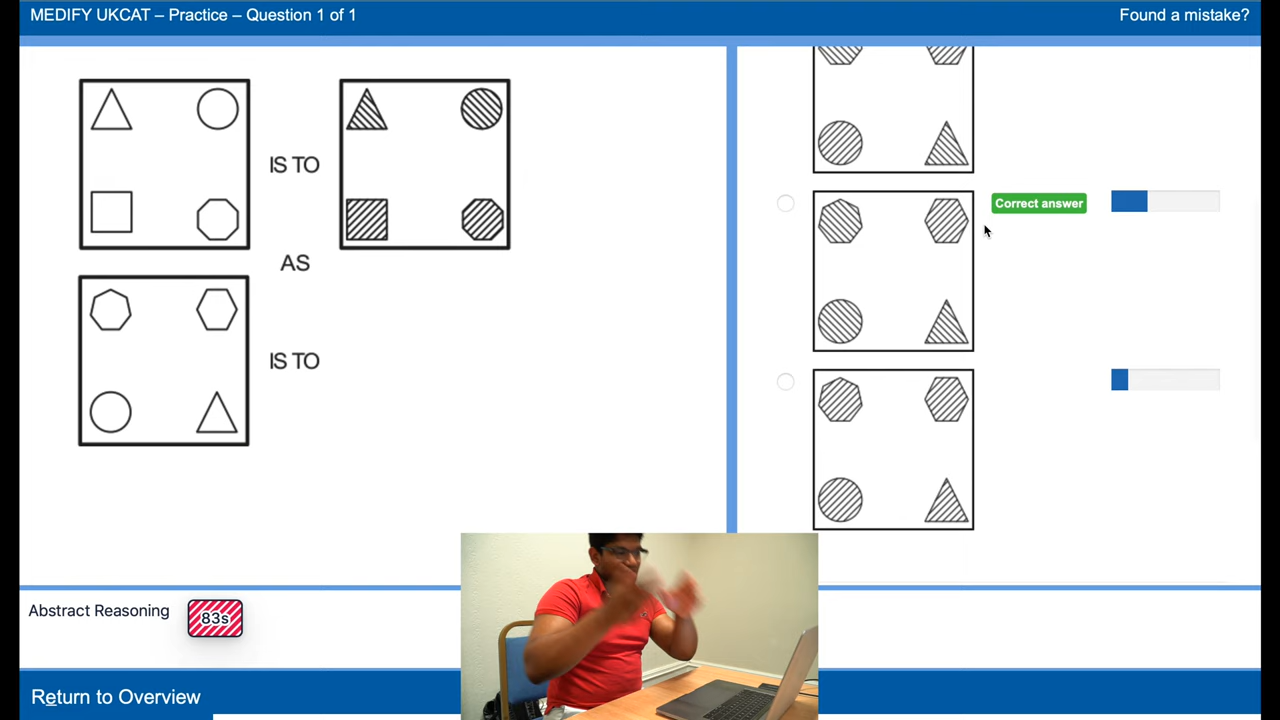 MEDIFY UKCAT – Practice – Question 1 of 1
Found a mistake?
IS TO
AS
IS TO
Correct answer
Abstract Reasoning
83s
Return to Overview